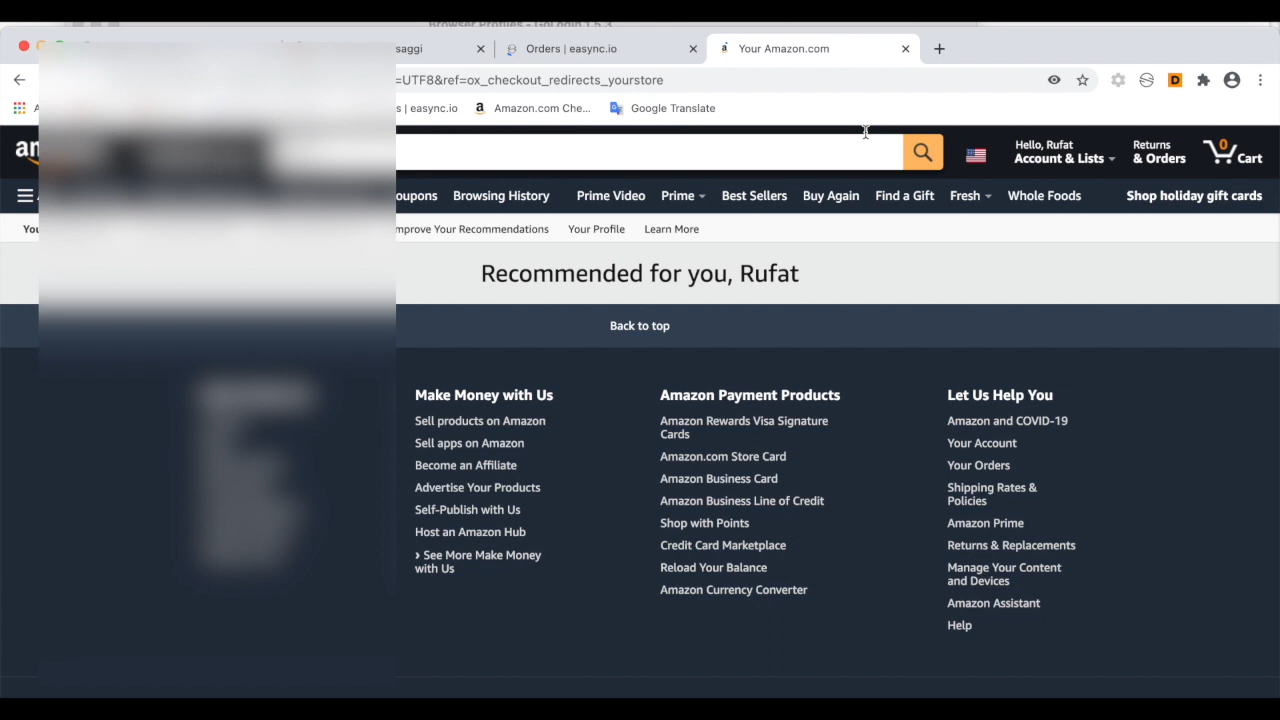 Browser Profiles - GoLogin 1.5.3
saggi
Orders | easync.io
Your Amazon.com
=UTF8&ref=ox_checkout_redirects_yourstore
s | easync.io
Amazon.com Che...
Google Translate
am
Hello, Rufat
Account & Lists
Returns
& Orders
0
Cart
oupons
Browsing History
Prime Video
Prime
Best Sellers
Buy Again
Find a Gift
Fresh
Whole Foods
Shop holiday gift cards
You
mprove Your Recommendations
Your Profile
Learn More
Recommended for you, Rufat
Back to top
Make Money with Us
Sell products on Amazon
Sell apps on Amazon
Become an Affiliate
Advertise Your Products
Self-Publish with Us
Host an Amazon Hub
› See More Make Money
with Us
Amazon Payment Products
Amazon Rewards Visa Signature
Cards
Amazon.com Store Card
Amazon Business Card
Amazon Business Line of Credit
Shop with Points
Credit Card Marketplace
Reload Your Balance
Amazon Currency Converter
Let Us Help You
Amazon and COVID-19
Your Account
Your Orders
Shipping Rates &
Policies
Amazon Prime
Returns & Replacements
Manage Your Content
and Devices
Amazon Assistant
Help